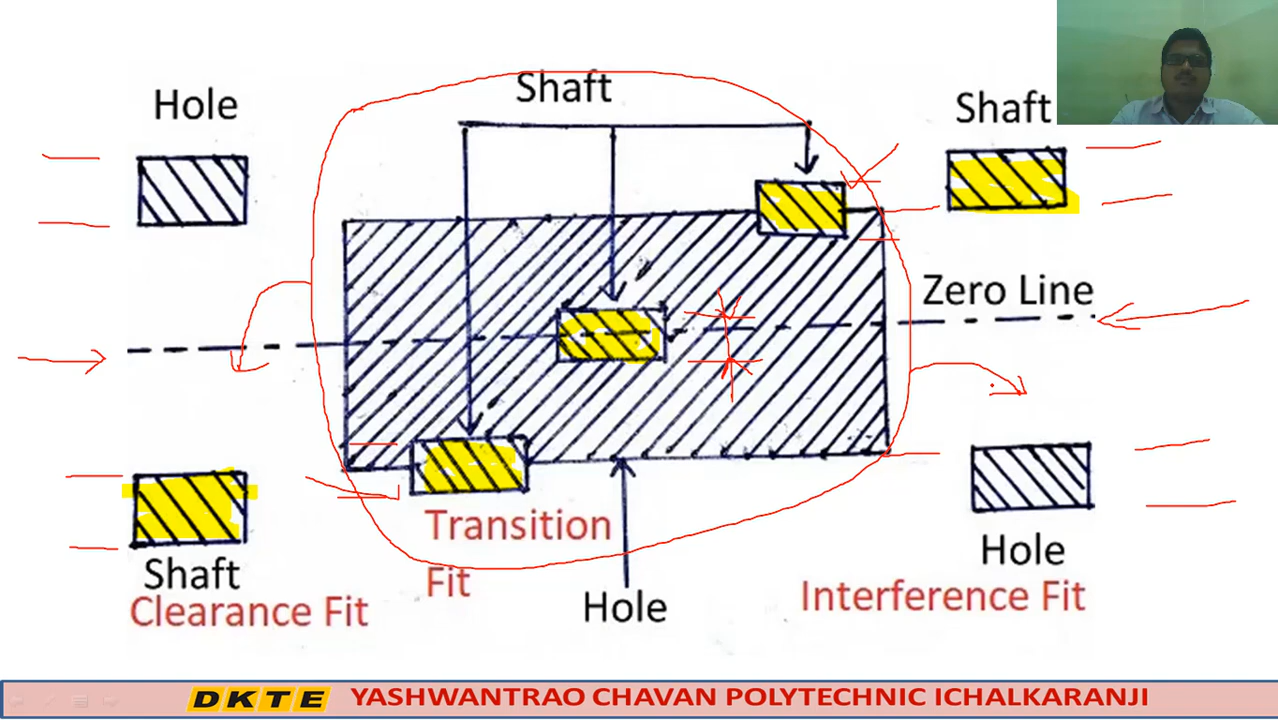 Hole
Shaft
Shaft
Zero Line
Shaft
Clearance Fit
Transition
Fit
Hole
Hole
Interference Fit
DKTE YASHWANTRAO CHAVAN POLYTECHNIC ICHALKARANJI